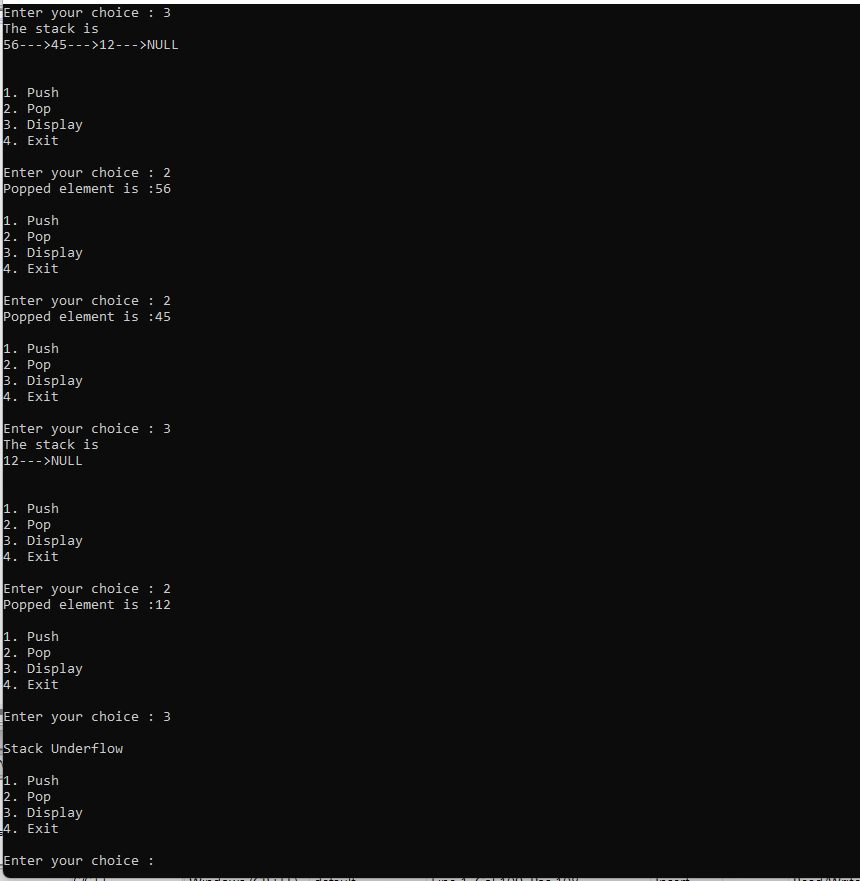 Enter your choice : 3
The stack is
56--->45--->12--->NULL
1. Push
2. Pop
3. Display
4. Exit
Enter your choice : 2
Popped element is :56
1. Push
2. Pop
3. Display
4. Exit
Enter your choice : 2
Popped element is :45
1. Push
2. Pop
3. Display
4. Exit
Enter your choice : 3
The stack is
12--->NULL
1. Push
2. Pop
3. Display
4. Exit
Enter your choice : 2
Popped element is :12
1. Push
2. Pop
3. Display
4. Exit
Enter your choice : 3
Stack Underflow
1. Push
2. Pop
3. Display
4. Exit
Enter your choice :